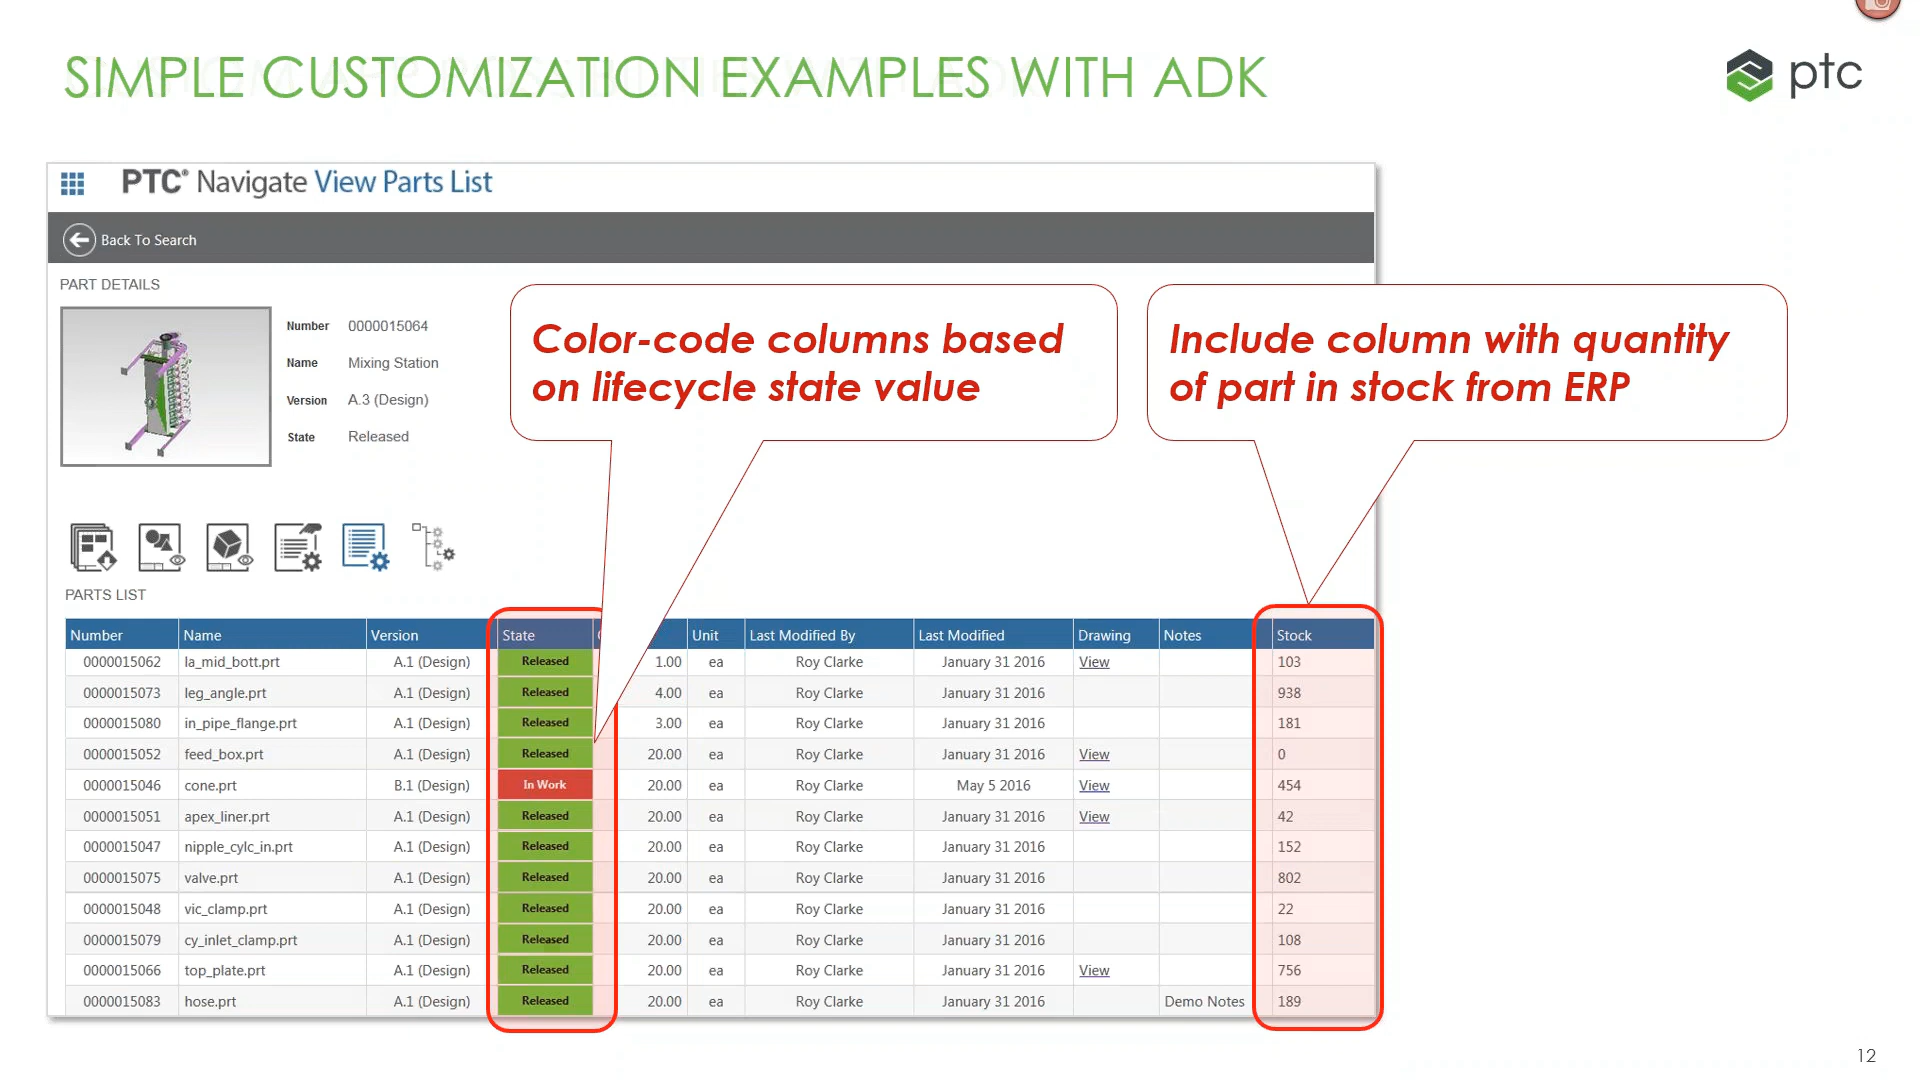 SIMPLE CUSTOMIZATION EXAMPLES WITH ADK
ptc
PTC® Navigate View Parts List
Back To Search
PART DETAILS
Number 0000015064
Name Mixing Station
Version A.3 (Design)
State Released
Color-code columns based
on lifecycle state value
Include column with quantity
of part in stock from ERP
PARTS LIST
Number Name Version State Unit Last Modified By Last Modified Drawing Notes Stock
0000015062 la_mid_bott.prt A.1 (Design) Released 1.00 ea Roy Clarke January 31 2016 View 103
0000015073 leg_angle.prt A.1 (Design) Released 4.00 ea Roy Clarke January 31 2016 938
0000015080 in_pipe_flange.prt A.1 (Design) Released 3.00 ea Roy Clarke January 31 2016 181
0000015052 feed_box.prt A.1 (Design) Released 20.00 ea Roy Clarke January 31 2016 View 0
0000015046 cone.prt B.1 (Design) In Work 20.00 ea Roy Clarke May 5 2016 View 454
0000015051 apex_liner.prt A.1 (Design) Released 20.00 ea Roy Clarke January 31 2016 View 42
0000015047 nipple_cylc_in.prt A.1 (Design) Released 20.00 ea Roy Clarke January 31 2016 152
0000015075 valve.prt A.1 (Design) Released 20.00 ea Roy Clarke January 31 2016 802
0000015048 vic_clamp.prt A.1 (Design) Released 20.00 ea Roy Clarke January 31 2016 22
0000015079 cy_inlet_clamp.prt A.1 (Design) Released 20.00 ea Roy Clarke January 31 2016 108
0000015066 top_plate.prt A.1 (Design) Released 20.00 ea Roy Clarke January 31 2016 View 756
0000015083 hose.prt A.1 (Design) Released 20.00 ea Roy Clarke January 31 2016 Demo Notes 189
12